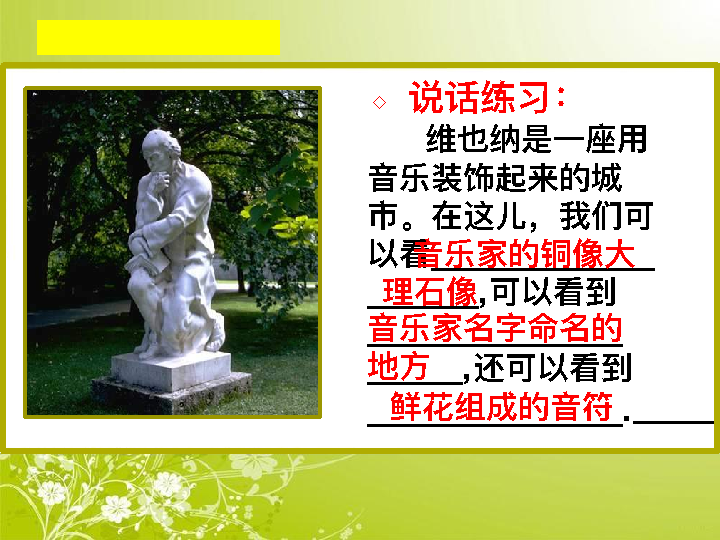 说话练习：
维也纳是一座用
音乐装饰起来的城
市。在这儿，我们可
以看音乐家的铜像大
理石像,可以看到
音乐家名字命名的
地方,还可以看到
鲜花组成的音符.